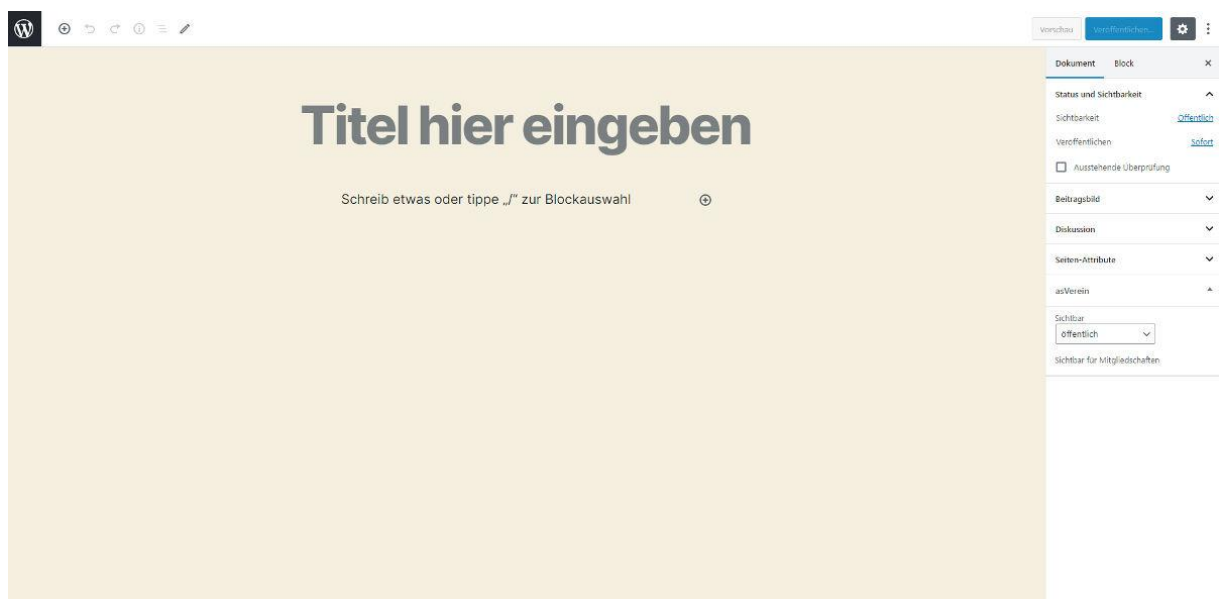 Vorschau Veröffentlichen...
Dokument Block
Titel hier eingeben
Schreib etwas oder tippe „/“ zur Blockauswahl
Status und Sichtbarkeit
Sichtbarkeit Öffentlich
Veröffentlichen Sofort
Ausstehende Überprüfung
Beitragsbild
Diskussion
Seiten-Attribute
asVerein
Sichtbar
öffentlich
Sichtbar für Mitgliedschaften